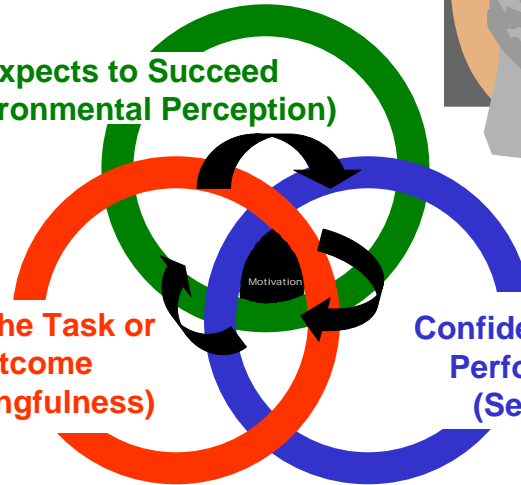 xpects to Succeed
ronmental Perception)
Motivation
he Task or
tcome
ngfulness)
Confide
Perfo
(Se